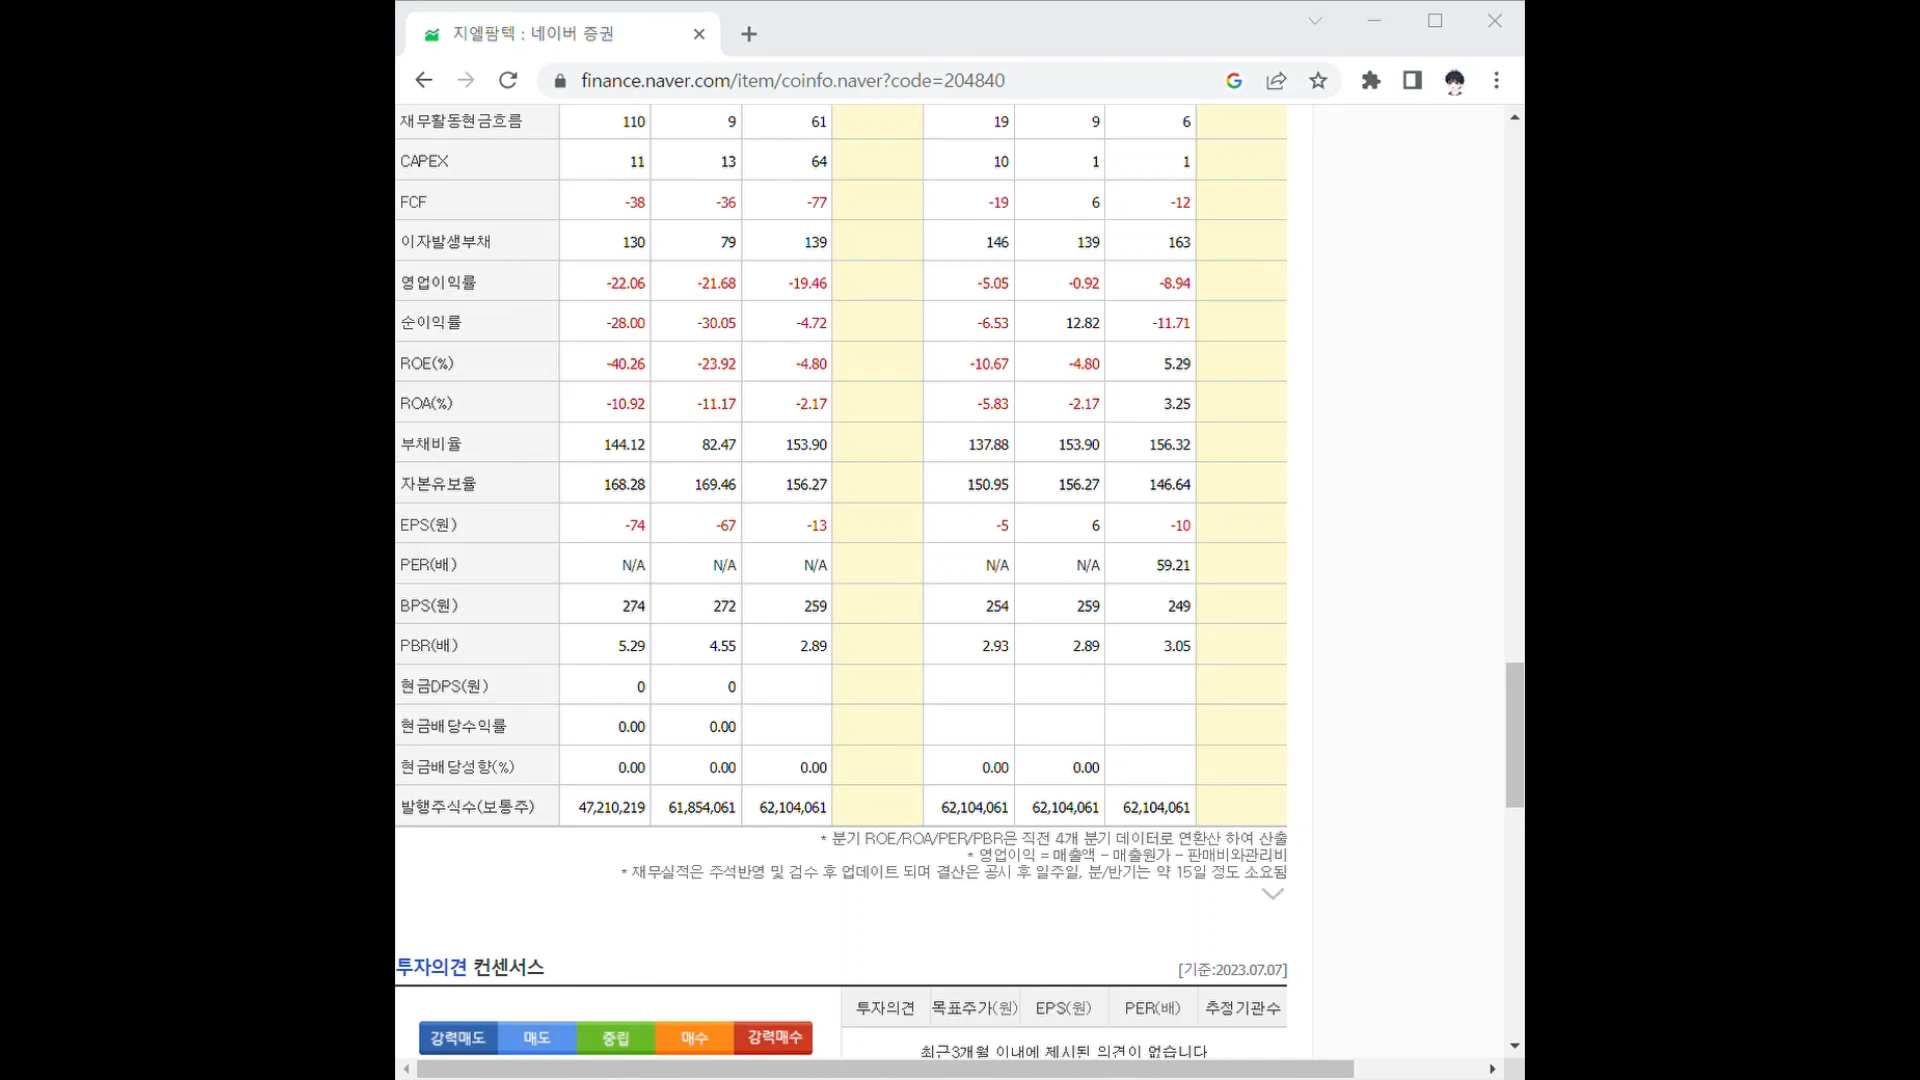 지엘팜텍 : 네이버 증권
finance.naver.com/item/coinfo.naver?code=204840
재무활동현금흐름 110 9 61 19 9 6
CAPEX 11 13 64 10 1 1
FCF -38 -36 -77 -19 6 -12
이자발생부채 130 79 139 146 139 163
영업이익률 -22.06 -21.68 -19.46 -5.05 -0.92 -8.94
순이익률 -28.00 -30.05 -4.72 -6.53 12.82 -11.71
ROE(%) -40.26 -23.92 -4.80 -10.67 -4.80 5.29
ROA(%) -10.92 -11.17 -2.17 -5.83 -2.17 3.25
부채비율 144.12 82.47 153.90 137.88 153.90 156.32
자본유보율 168.28 169.46 156.27 150.95 156.27 146.64
EPS(원) -74 -67 -13 -5 6 -10
PER(배) N/A N/A N/A N/A N/A 59.21
BPS(원) 274 272 259 254 259 249
PBR(배) 5.29 4.55 2.89 2.93 2.89 3.05
현금DPS(원) 0 0
현금배당수익률 0.00 0.00
현금배당성향(%) 0.00 0.00 0.00 0.00 0.00
발행주식수(보통주) 47,210,219 61,854,061 62,104,061 62,104,061 62,104,061 62,104,061
* 분기 ROE/ROA/PER/PBR은 직전 4개 분기 데이터로 연환산 하여 산출
* 영업이익 = 매출액 - 매출원가 - 판매비와관리비
* 재무실적은 주석반영 및 검수 후 업데이트 되며 결산은 공시 후 일주일, 분/반기는 약 15일 정도 소요됨
투자의견 컨센서스 [기준:2023.07.07]
투자의견 목표주가(원) EPS(원) PER(배) 추정기관수
강력매도 매도 중립 매수 강력매수
최근3개월 이내에 제시된 의견이 없습니다